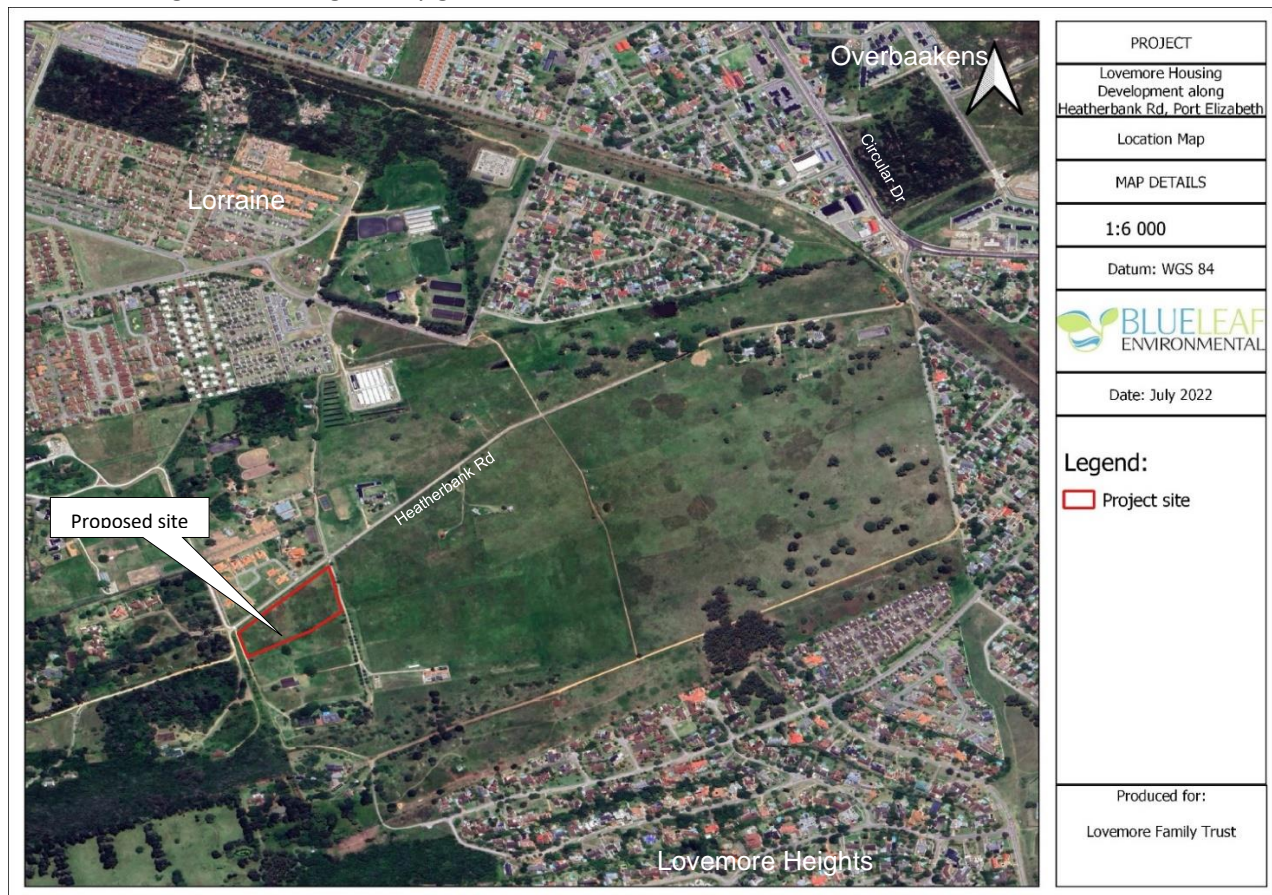 Overbaakens
Circular Dr
Lorraine
Heatherbank Rd
Proposed site
Lovemore Heights
PROJECT
Lovemore Housing
Development along
Heatherbank Rd, Port Elizabeth
Location Map
MAP DETAILS
1:6 000
Datum: WGS 84
BLUELEAF
ENVIRONMENTAL
Date: July 2022
Legend:
Project site
Produced for:
Lovemore Family Trust